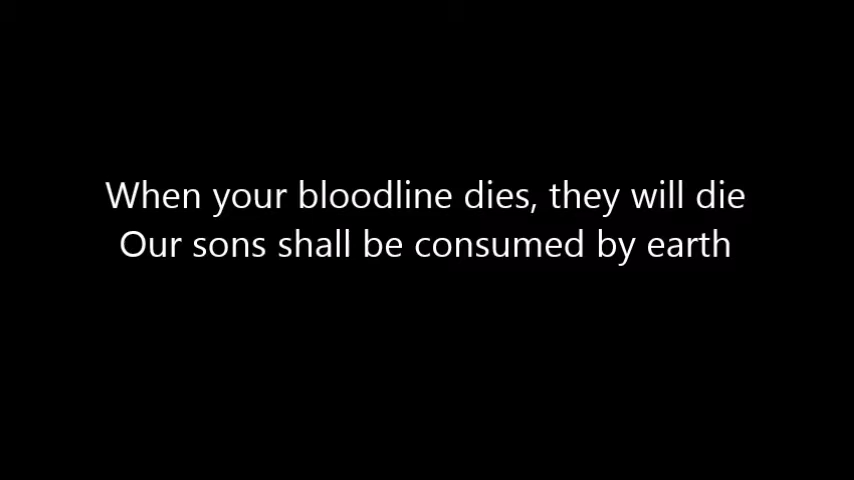 When your bloodline dies, they will die
Our sons shall be consumed by earth